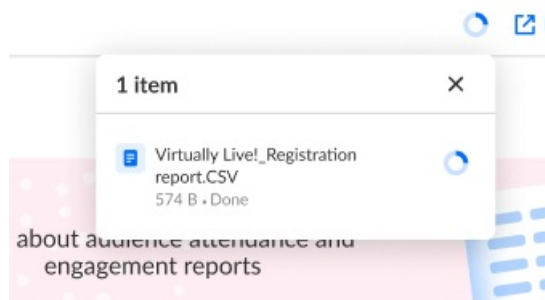 1 item
Virtually Live!_Registration
report.CSV
574 B • Done
about audience attendance and
engagement reports